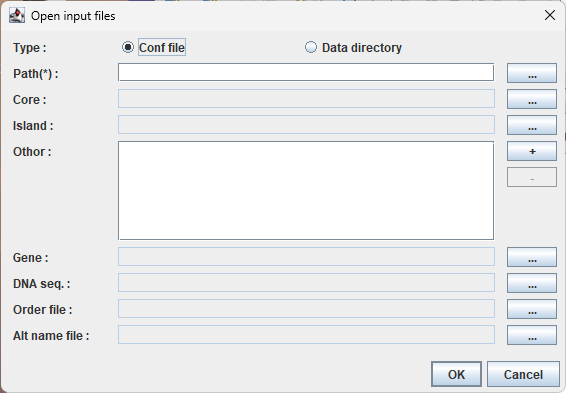 Open input files
Type : Conf file Data directory
Path(*) : ...
Core : ...
Island : ...
Othor : +
-
Gene : ...
DNA seq. : ...
Order file : ...
Alt name file : ...
OK Cancel